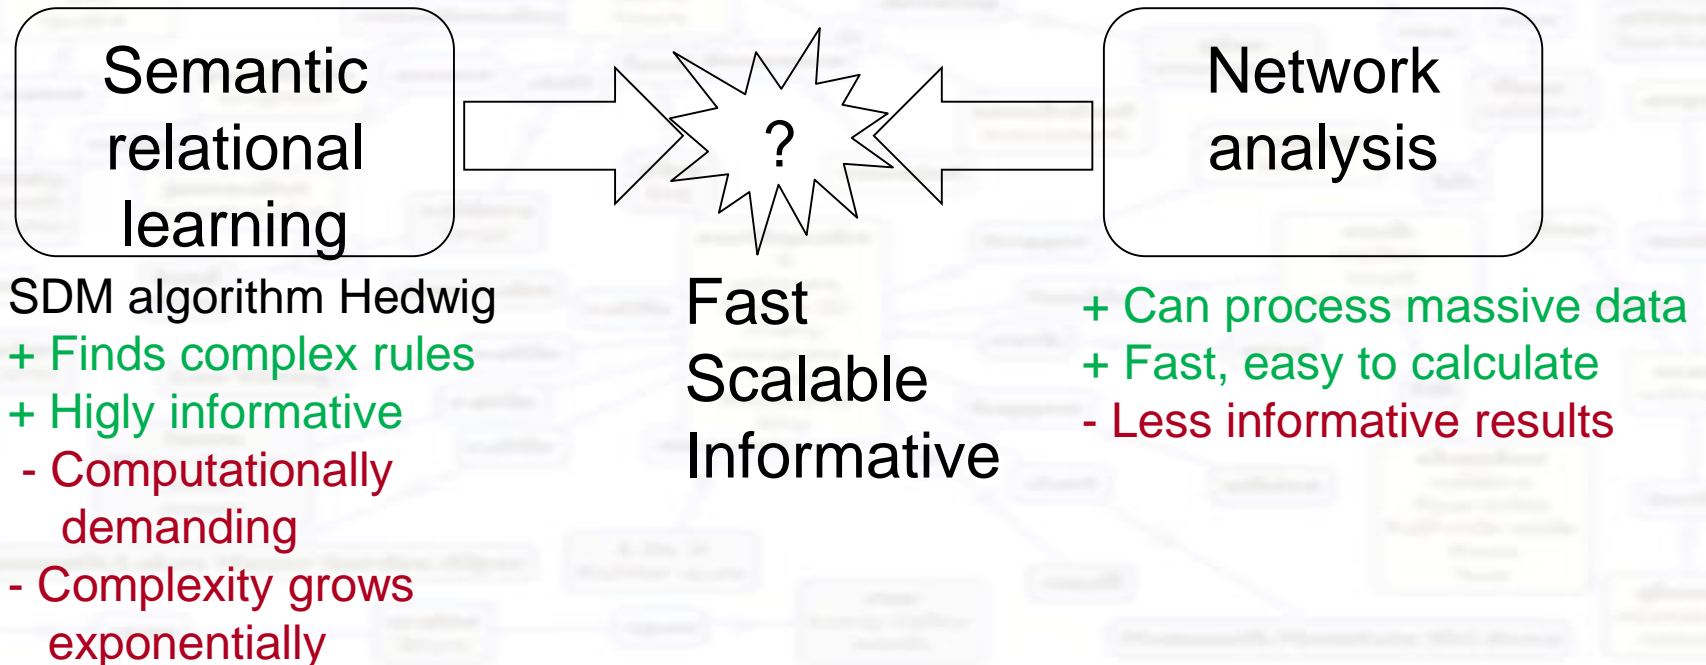 Semantic
relational
learning
?
Network
analysis
SDM algorithm Hedwig
+ Finds complex rules
+ Higly informative
- Computationally
demanding
- Complexity grows
exponentially
Fast
Scalable
Informative
+ Can process massive data
+ Fast, easy to calculate
- Less informative results